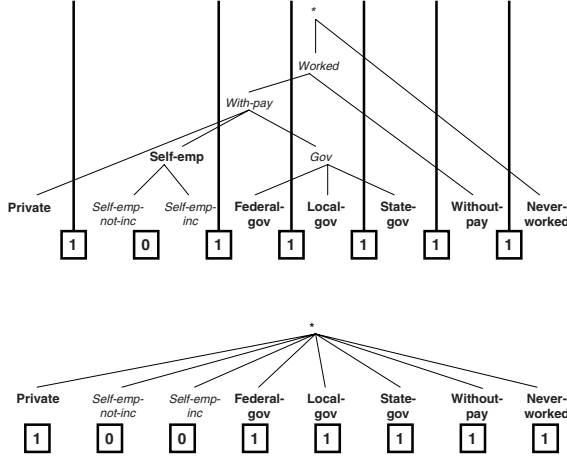 *
Worked
With-pay
Self-emp Gov
Private Self-emp- Self-emp- Federal- Local- State- Without- Never-
not-inc inc gov gov gov pay worked
1 0 1 1 1 1 1
*
Private Self-emp- Self-emp- Federal- Local- State- Without- Never-
not-inc inc gov gov gov pay worked
1 0 0 1 1 1 1 1